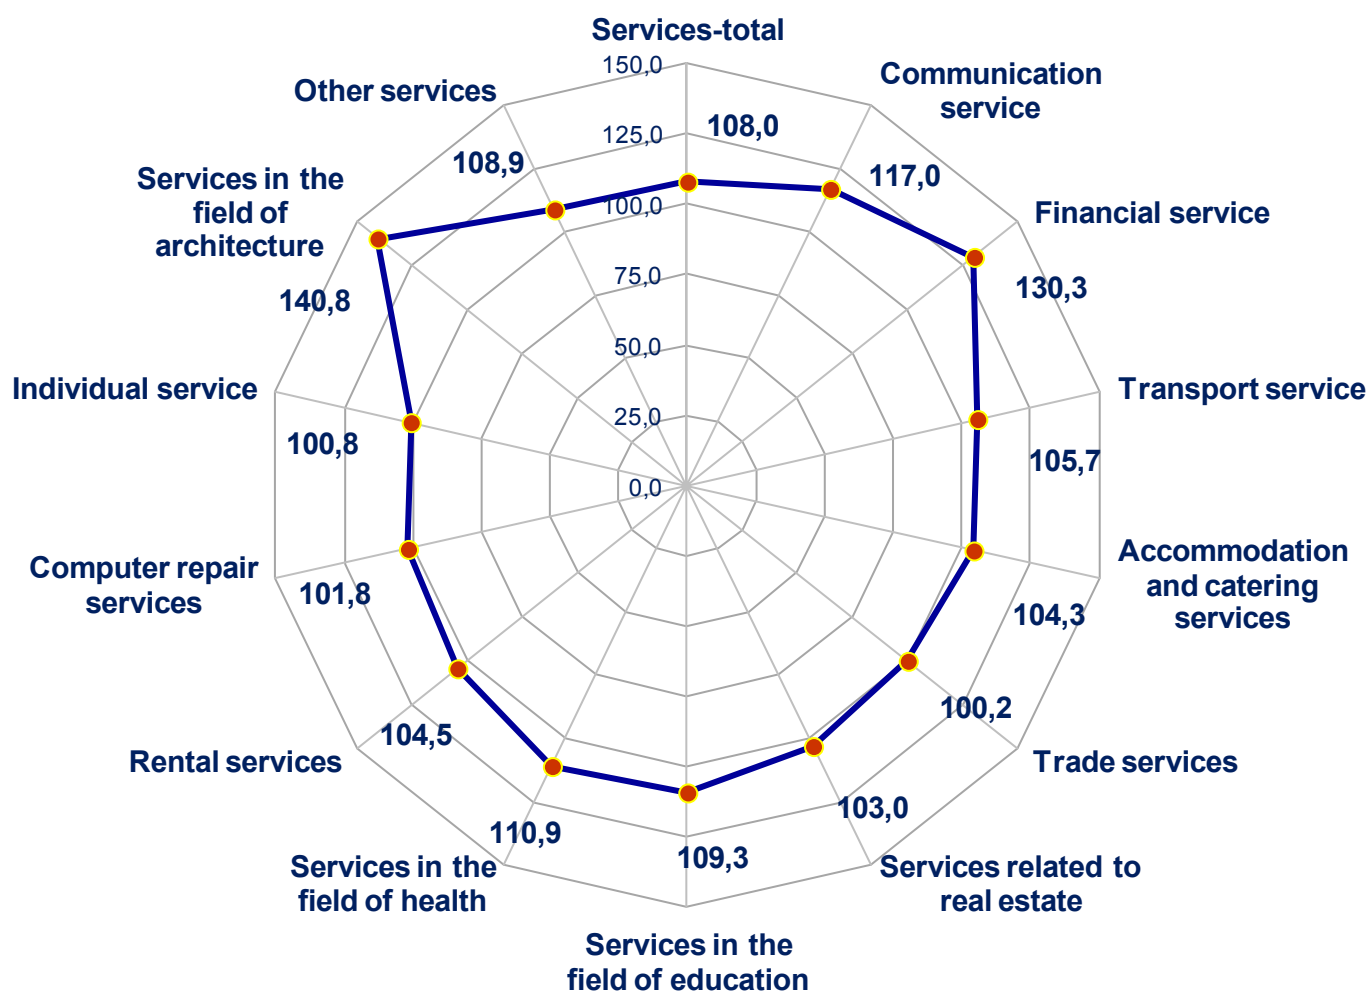 Services-total
150,0
125,0
100,0
75,0
50,0
25,0
0,0
108,0
Communication
service
117,0
Financial service
130,3
Transport service
105,7
Accommodation
and catering
services
104,3
Trade services
100,2
Services related to
real estate
103,0
Services in the
field of education
109,3
Services in the
field of health
110,9
Rental services
104,5
Computer repair
services
101,8
Individual service
100,8
Services in the
field of
architecture
140,8
Other services
108,9